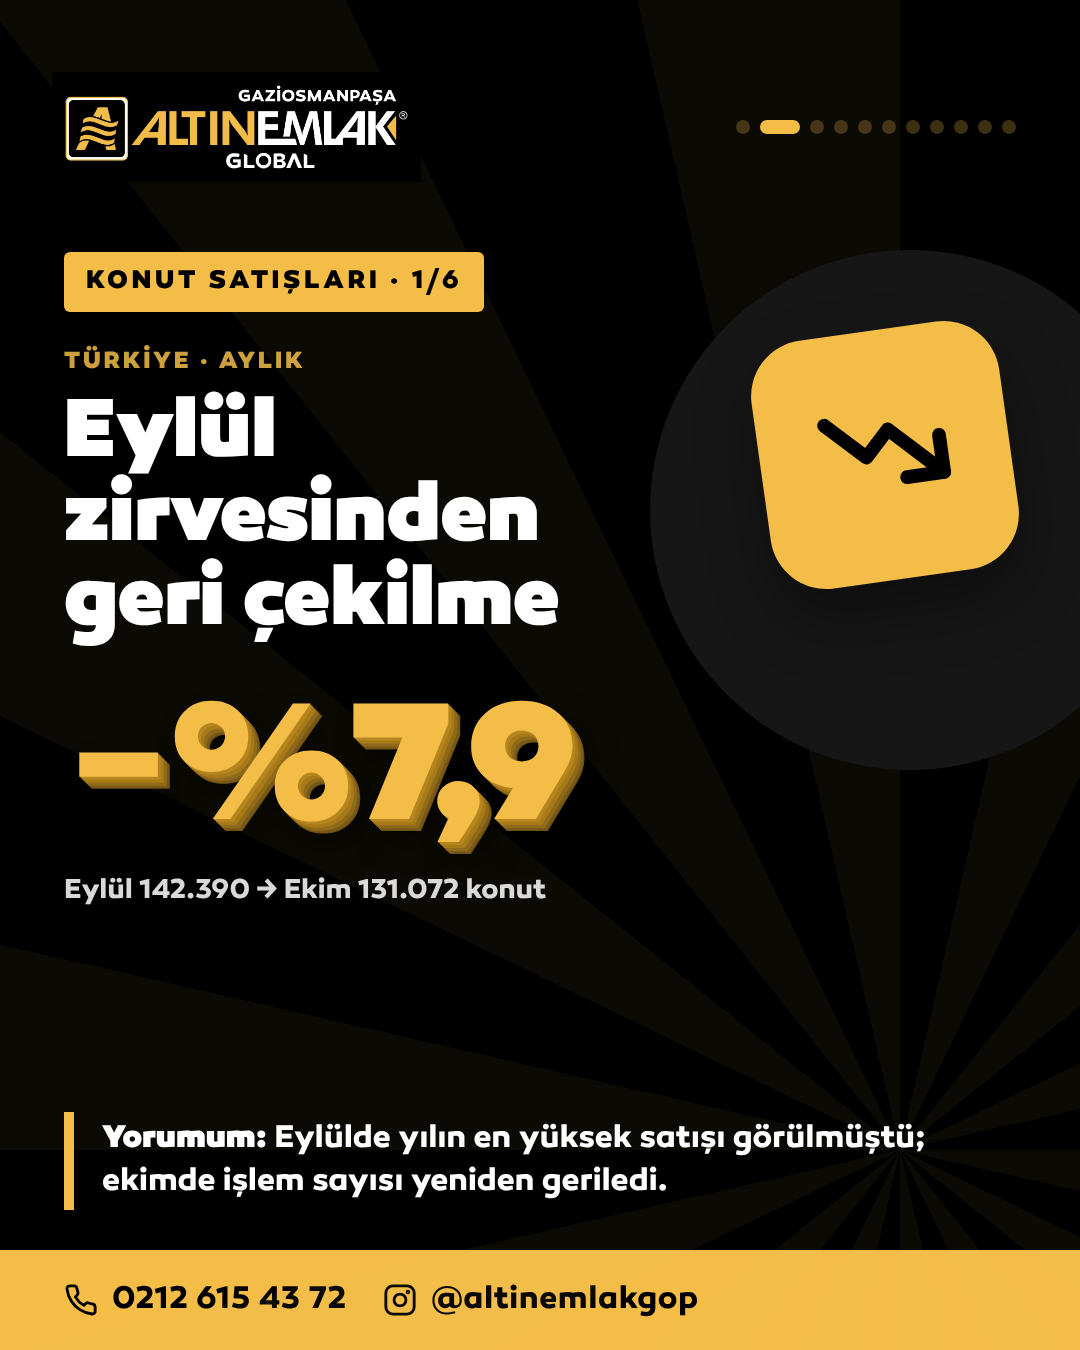 GAZİOSMANPAŞA
ALTINEMLAK®
GLOBAL
KONUT SATIŞLARI · 1/6
TÜRKİYE · AYLIK
Eylül
zirvesinden
geri çekilme
-%7,9
Eylül 142.390 → Ekim 131.072 konut
Yorumum: Eylülde yılın en yüksek satışı görülmüştü;
ekimde işlem sayısı yeniden geriledi.
0212 615 43 72 @altinemlakgop